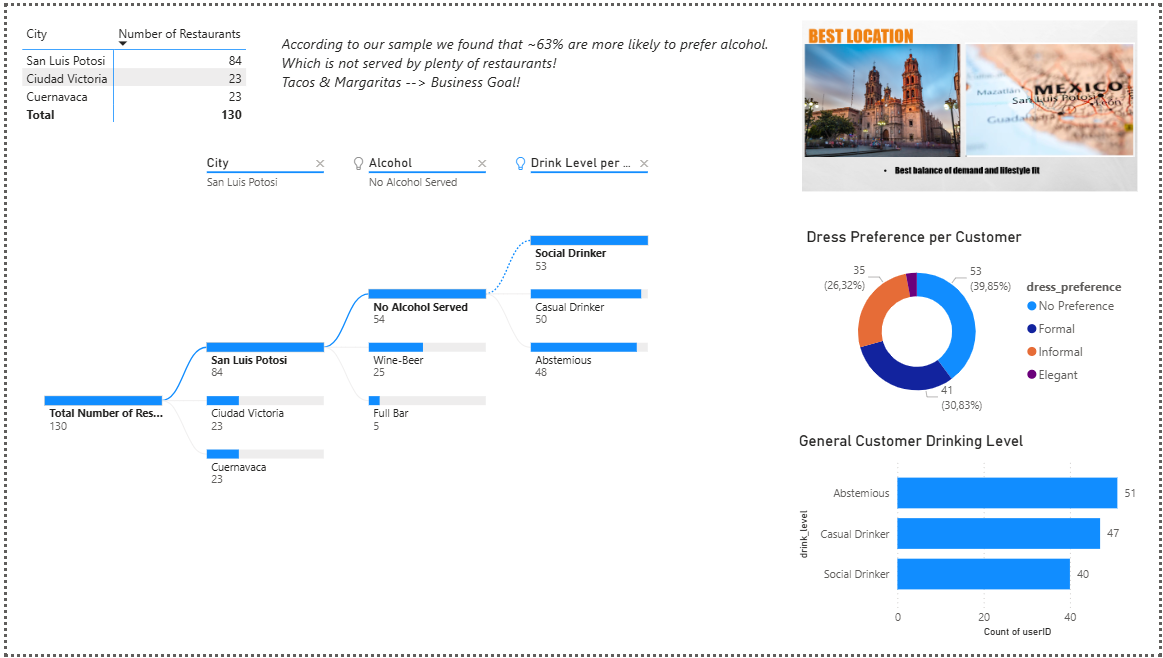 City Number of Restaurants
San Luis Potosi 84
Ciudad Victoria 23
Cuernavaca 23
Total 130
According to our sample we found that ~63% are more likely to prefer alcohol.
Which is not served by plenty of restaurants!
Tacos & Margaritas --> Business Goal!
BEST LOCATION
Mazatlán
MEXICO
San Luis Potosi
León
Guadalajara
• Best balance of demand and lifestyle fit
City
San Luis Potosi
Alcohol
No Alcohol Served
Drink Level per ...
Total Number of Res...
130
San Luis Potosi
84
Ciudad Victoria
23
Cuernavaca
23
No Alcohol Served
54
Wine-Beer
25
Full Bar
5
Social Drinker
53
Casual Drinker
50
Abstemious
48
Dress Preference per Customer
35
(26,32%)
53
(39,85%)
41
(30,83%)
dress_preference
No Preference
Formal
Informal
Elegant
General Customer Drinking Level
drink_level
Abstemious 51
Casual Drinker 47
Social Drinker 40
0 20 40
Count of userID